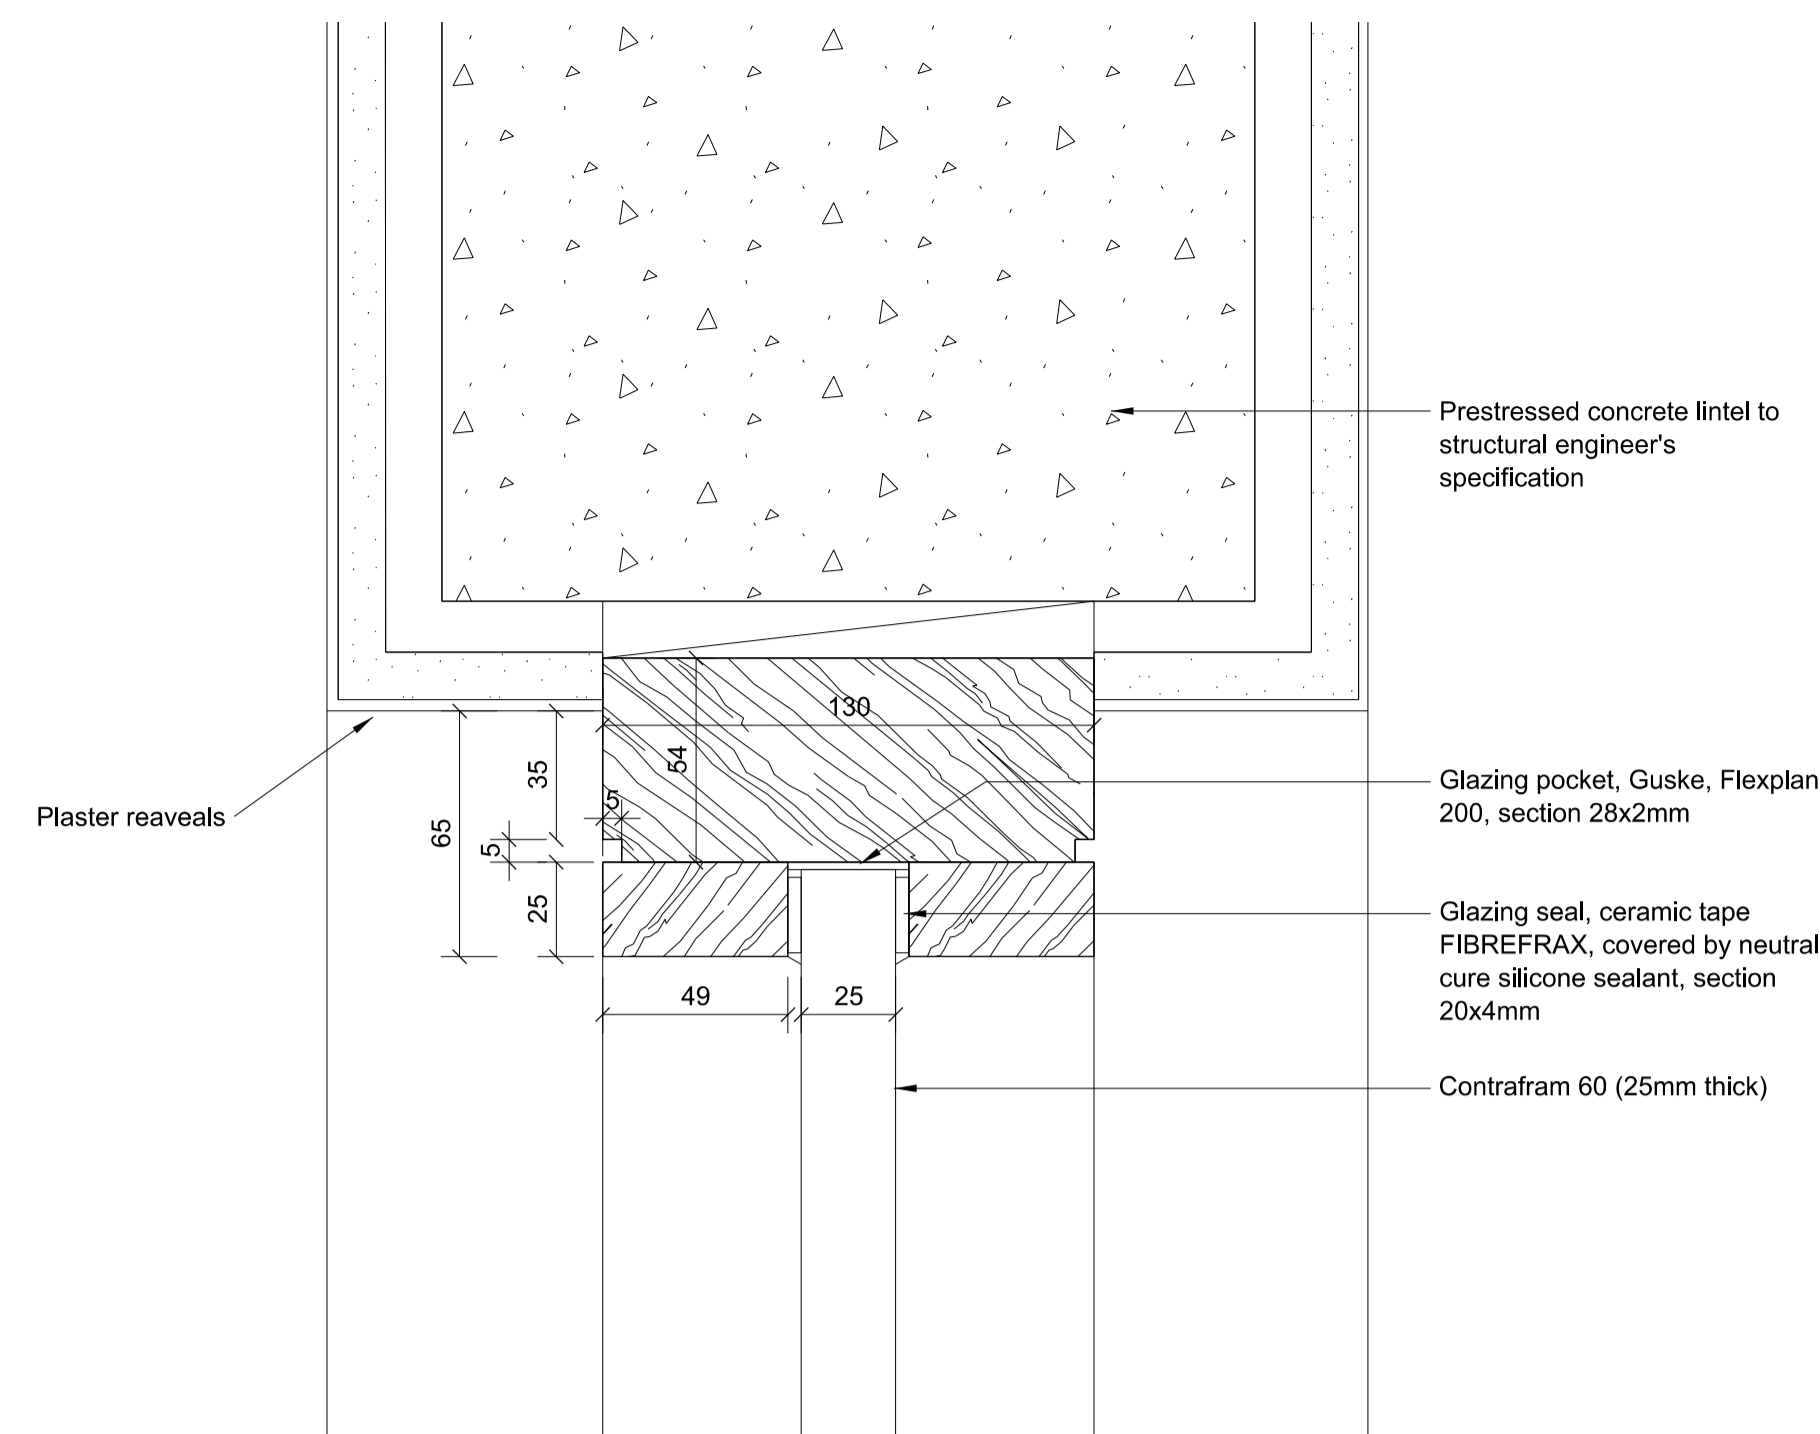 Prestressed concrete lintel to
structural engineer's
specification
130
54
35
5
65
5
Plaster reaveals
Glazing pocket, Guske, Flexplan
200, section 28x2mm
25
Glazing seal, ceramic tape
FIBREFRAX, covered by neutral
cure silicone sealant, section
20x4mm
49
25
Contrafram 60 (25mm thick)